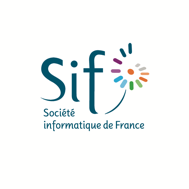 Sif
Société
informatique de France